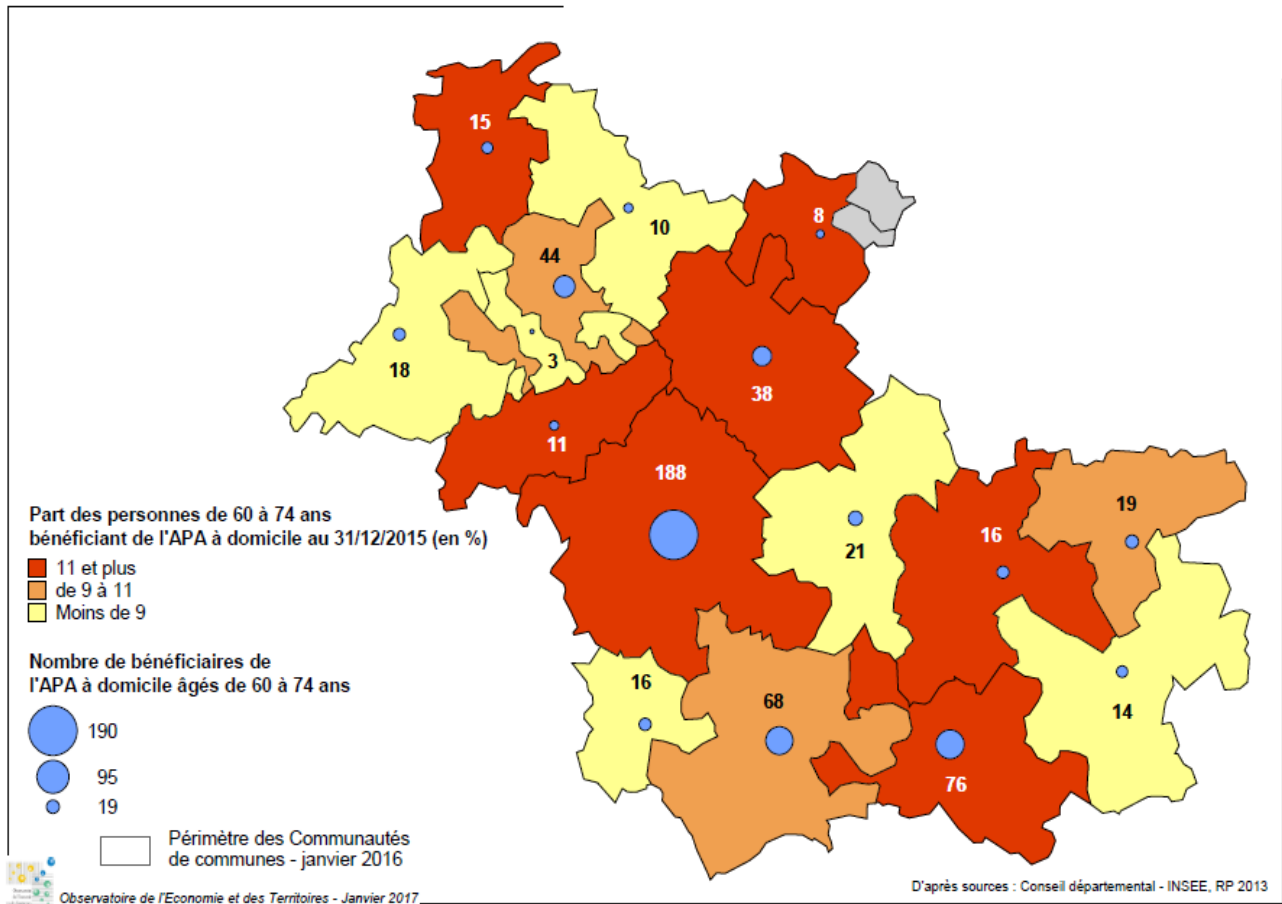 15
8
10
44
3
18
38
11
188
19
16
21
16
68
14
76
Part des personnes de 60 à 74 ans
bénéficiant de l'APA à domicile au 31/12/2015 (en %)
11 et plus
de 9 à 11
Moins de 9
Nombre de bénéficiaires de
l'APA à domicile âgés de 60 à 74 ans
190
95
19
Périmètre des Communautés
de communes - janvier 2016
Observatoire de l'Economie et des Territoires - Janvier 2017
D'après sources : Conseil départemental - INSEE, RP 2013